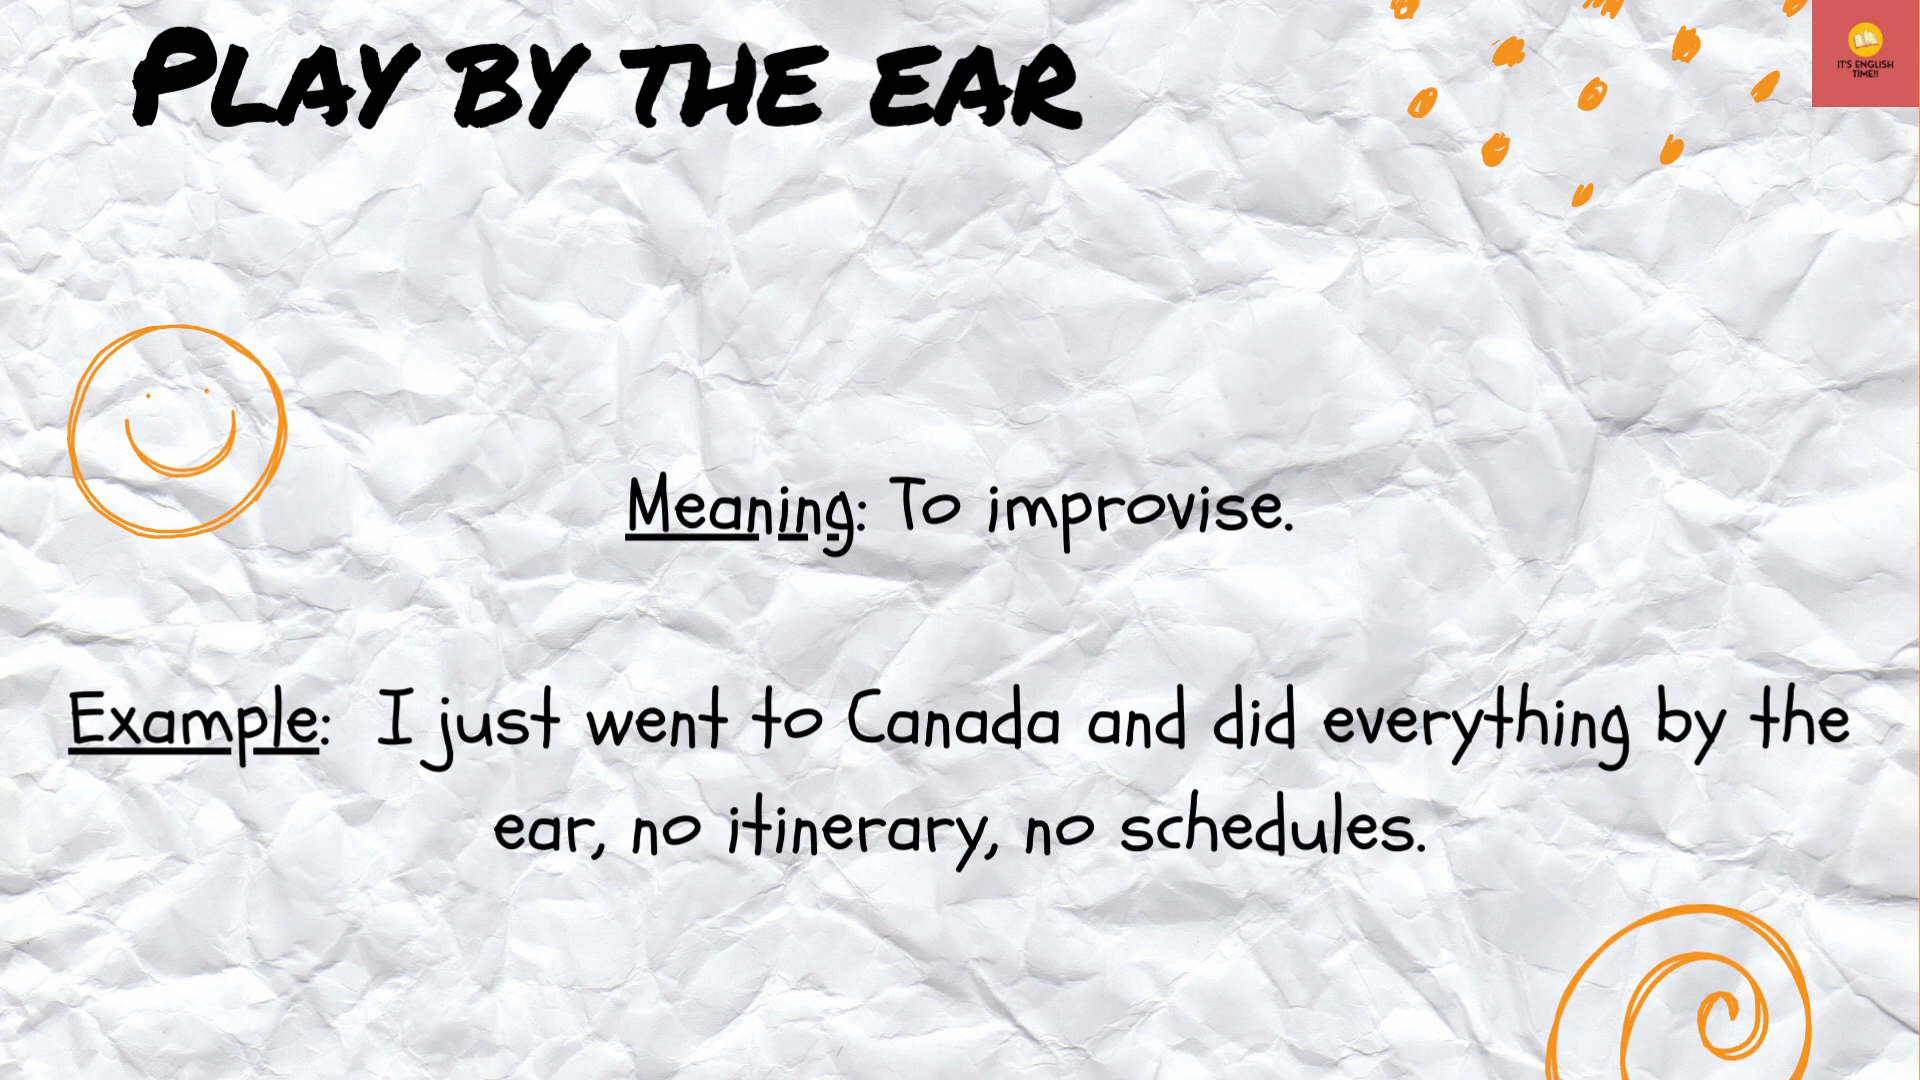 PLAY BY THE EAR
IT'S ENGLISH
TIME!!
Meaning: To improvise.
Example: I just went to Canada and did everything by the
ear, no itinerary, no schedules.